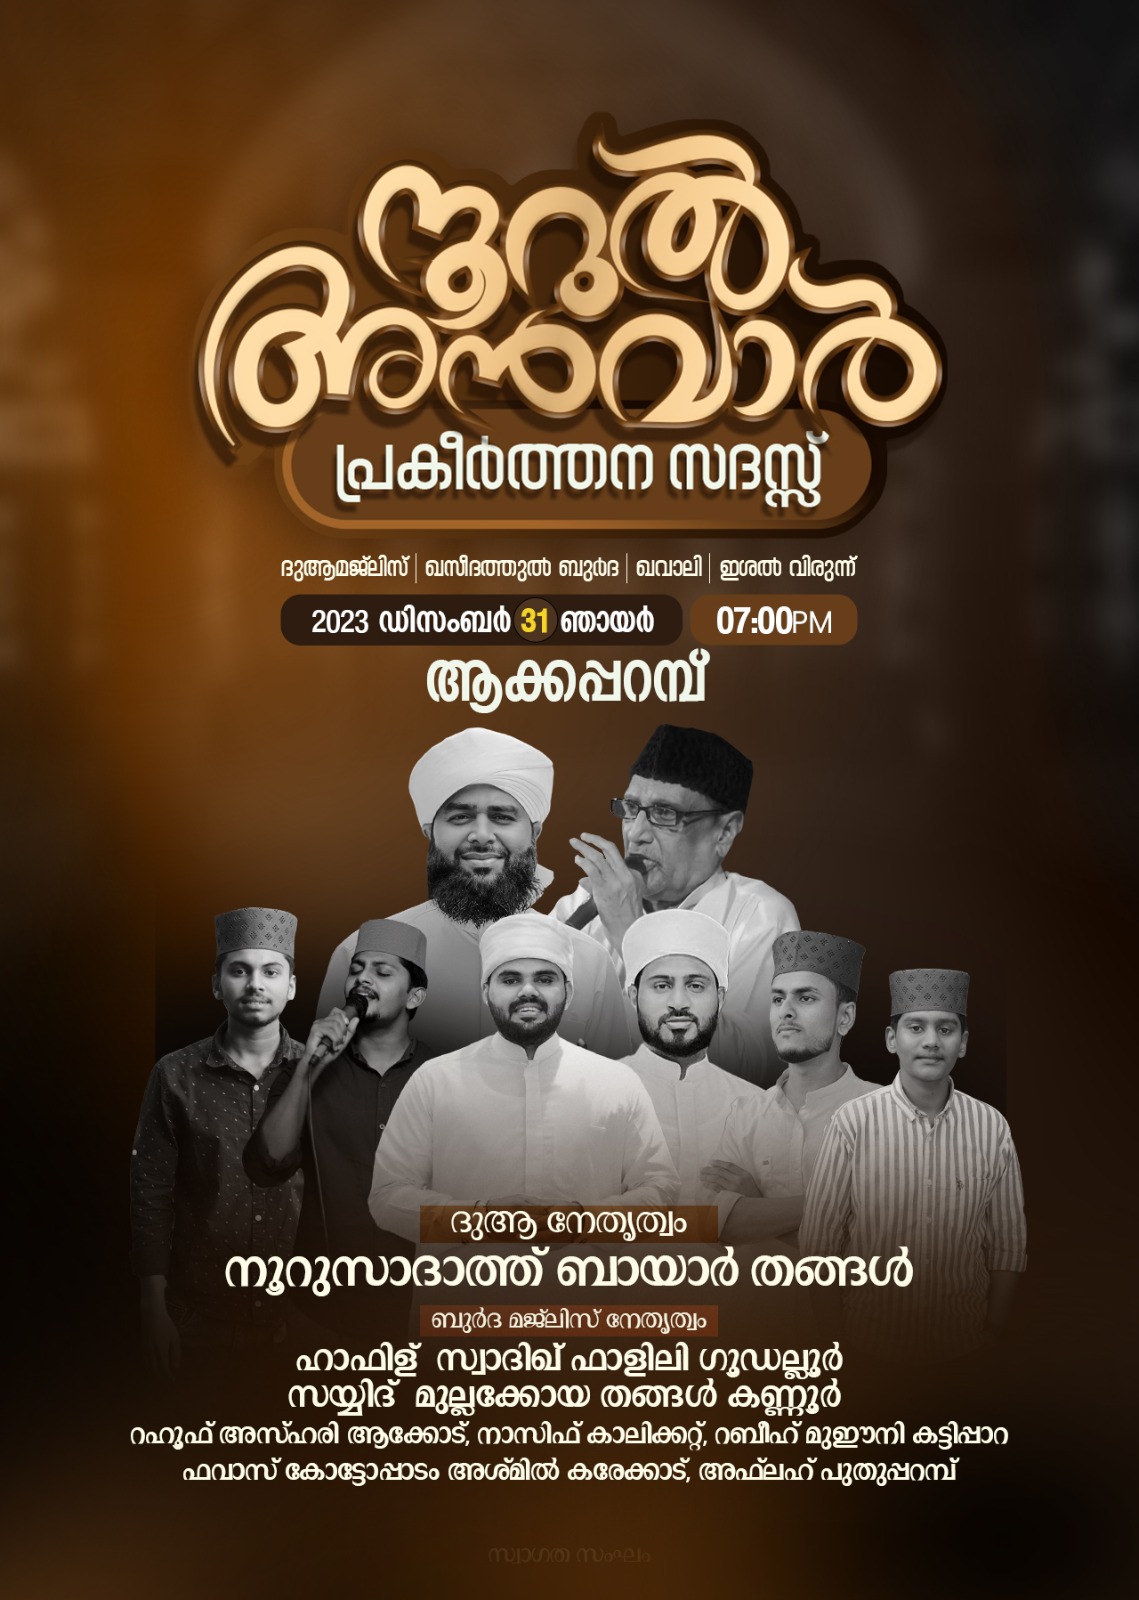 നൂറുൽ
അൻവാർ
പ്രകീർത്തന സദസ്സ്
ദുആമജ്ലിസ് | ഖസീദത്തുൽ ബുർദ | ഖവാലി | ഇശൽ വിരുന്ന്
2023 ഡിസംബർ 31 ഞായർ 07:00PM
ആക്കപ്പറമ്പ്
ദുആ നേതൃത്വം
നൂറുസാദാത്ത് ബായാർ തങ്ങൾ
ബുർദ മജ്ലിസ് നേതൃത്വം
ഹാഫിള് സ്വാദിഖ് ഫാളിലി ഗൂഡല്ലൂർ
സയ്യിദ് മുല്ലക്കോയ തങ്ങൾ കണ്ണൂർ
റഹൂഫ് അസ്ഹരി ആക്കോട്, നാസിഫ് കാലിക്കറ്റ്, റബീഹ് മുഈനി കട്ടിപ്പാറ
ഫവാസ് കോട്ടോപ്പാടം അശ്മിൽ കരേക്കാട്, അഫ്ലഹ് പുതുപ്പറമ്പ്
സ്വാഗത സംഘം